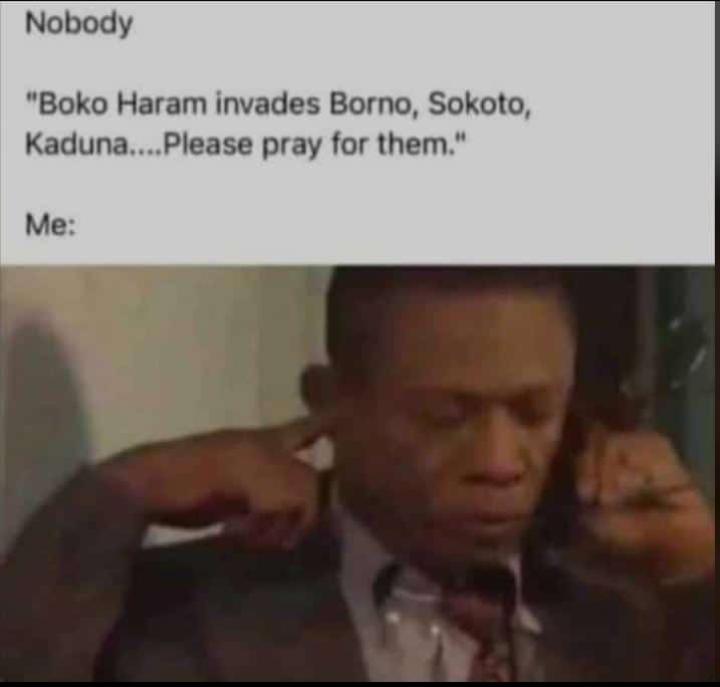 Nobody
"Boko Haram invades Borno, Sokoto,
Kaduna....Please pray for them."
Me: